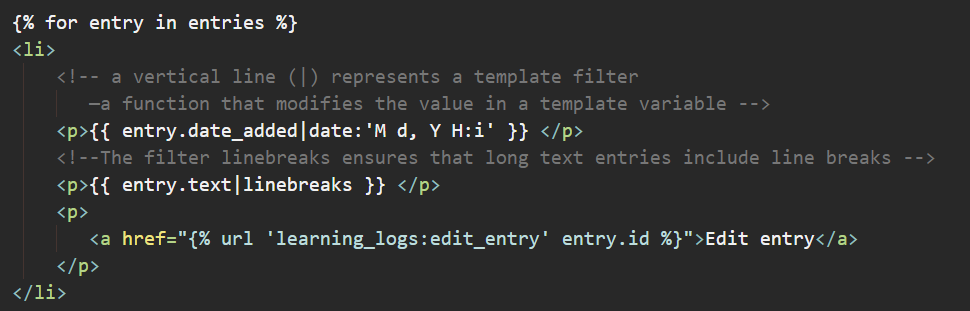 {% for entry in entries %}
<li>
<!-- a vertical line (|) represents a template filter
—a function that modifies the value in a template variable -->
<p>{{ entry.date_added|date:'M d, Y H:i' }} </p>
<!--The filter linebreaks ensures that long text entries include line breaks -->
<p>{{ entry.text|linebreaks }} </p>
<p>
<a href="{% url 'learning_logs:edit_entry' entry.id %}">Edit entry</a>
</p>
</li>